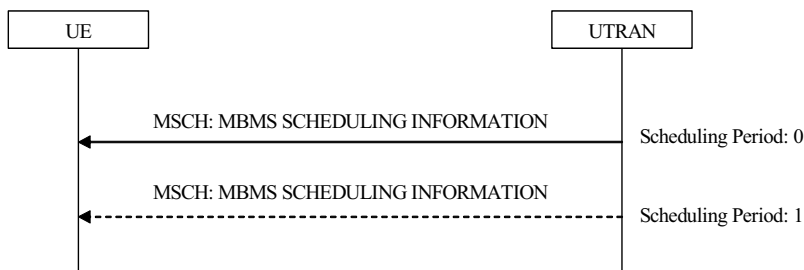 UE
UTRAN
MSCH: MBMS SCHEDULING INFORMATION
Scheduling Period: 0
MSCH: MBMS SCHEDULING INFORMATION
Scheduling Period: 1